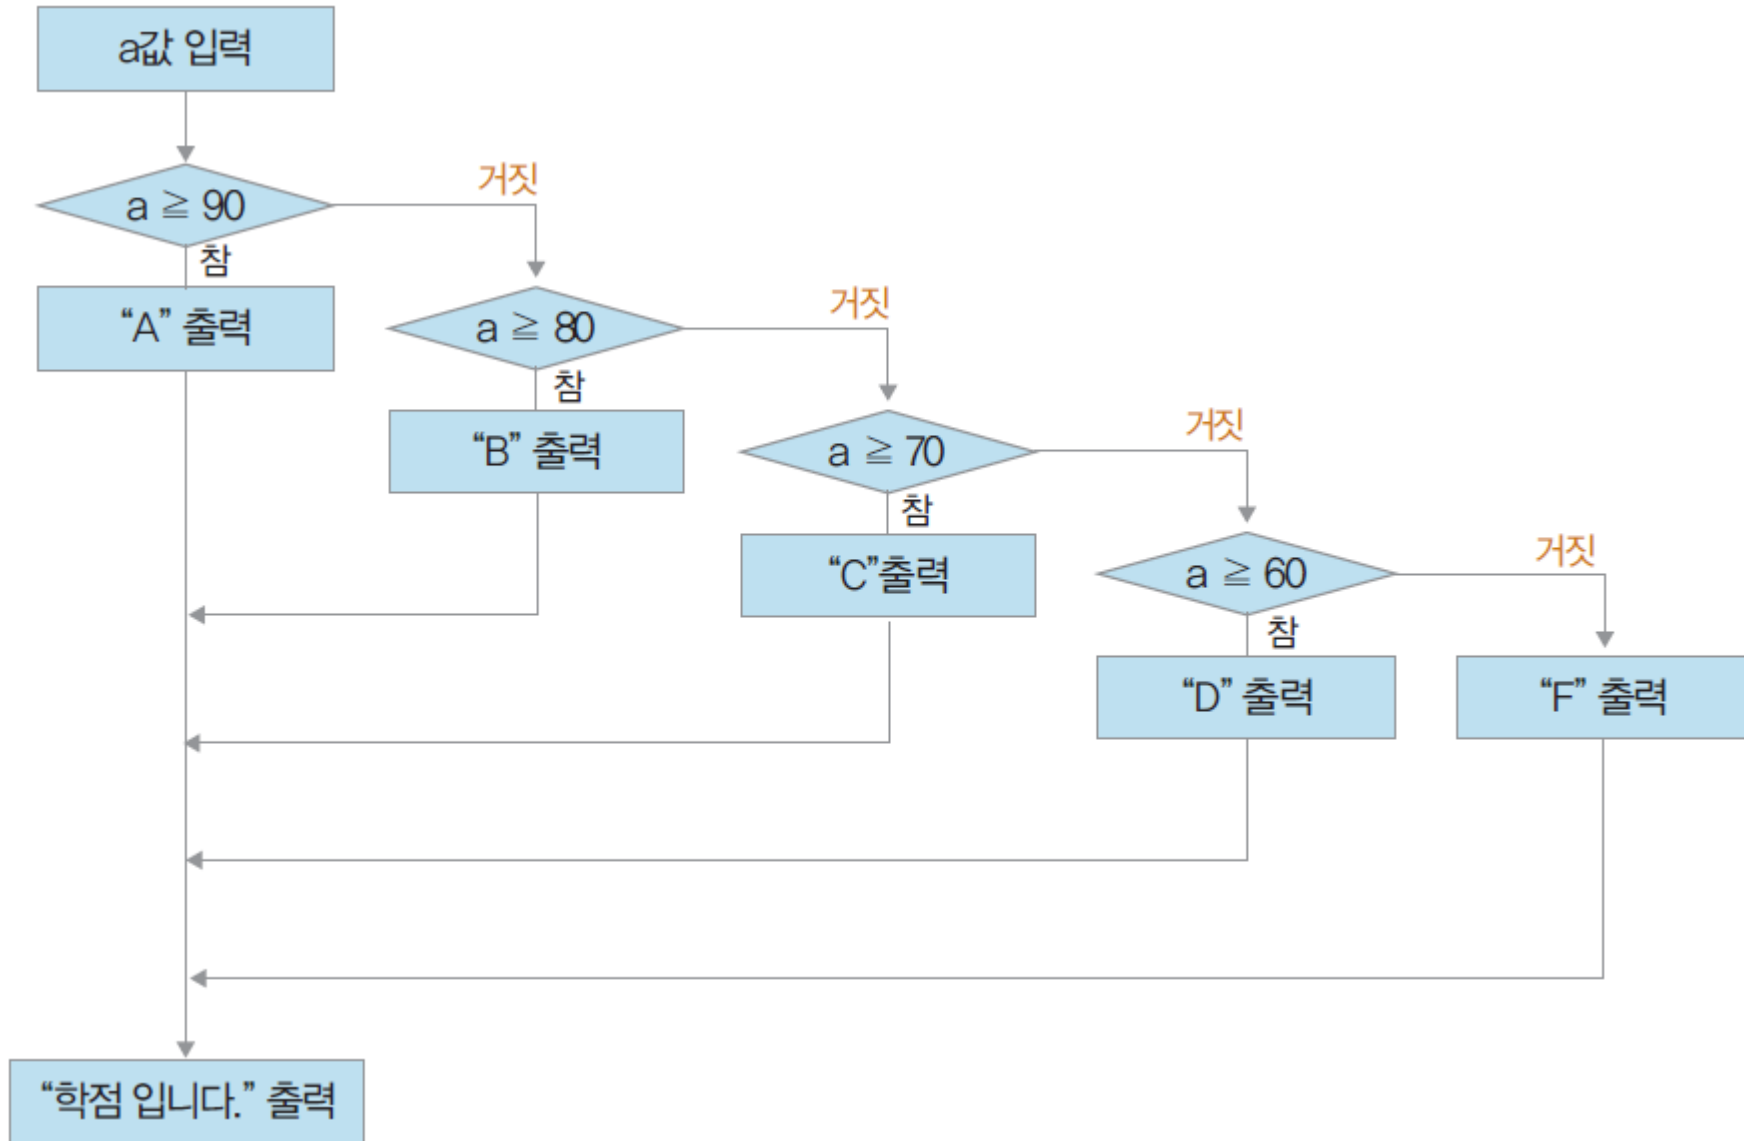 a값 입력
거짓
a ≧ 90
참
거짓
“A” 출력
a ≧ 80
참
거짓
“B” 출력
a ≧ 70
참
거짓
“C”출력
a ≧ 60
참
“D” 출력
“F” 출력
“학점 입니다.” 출력